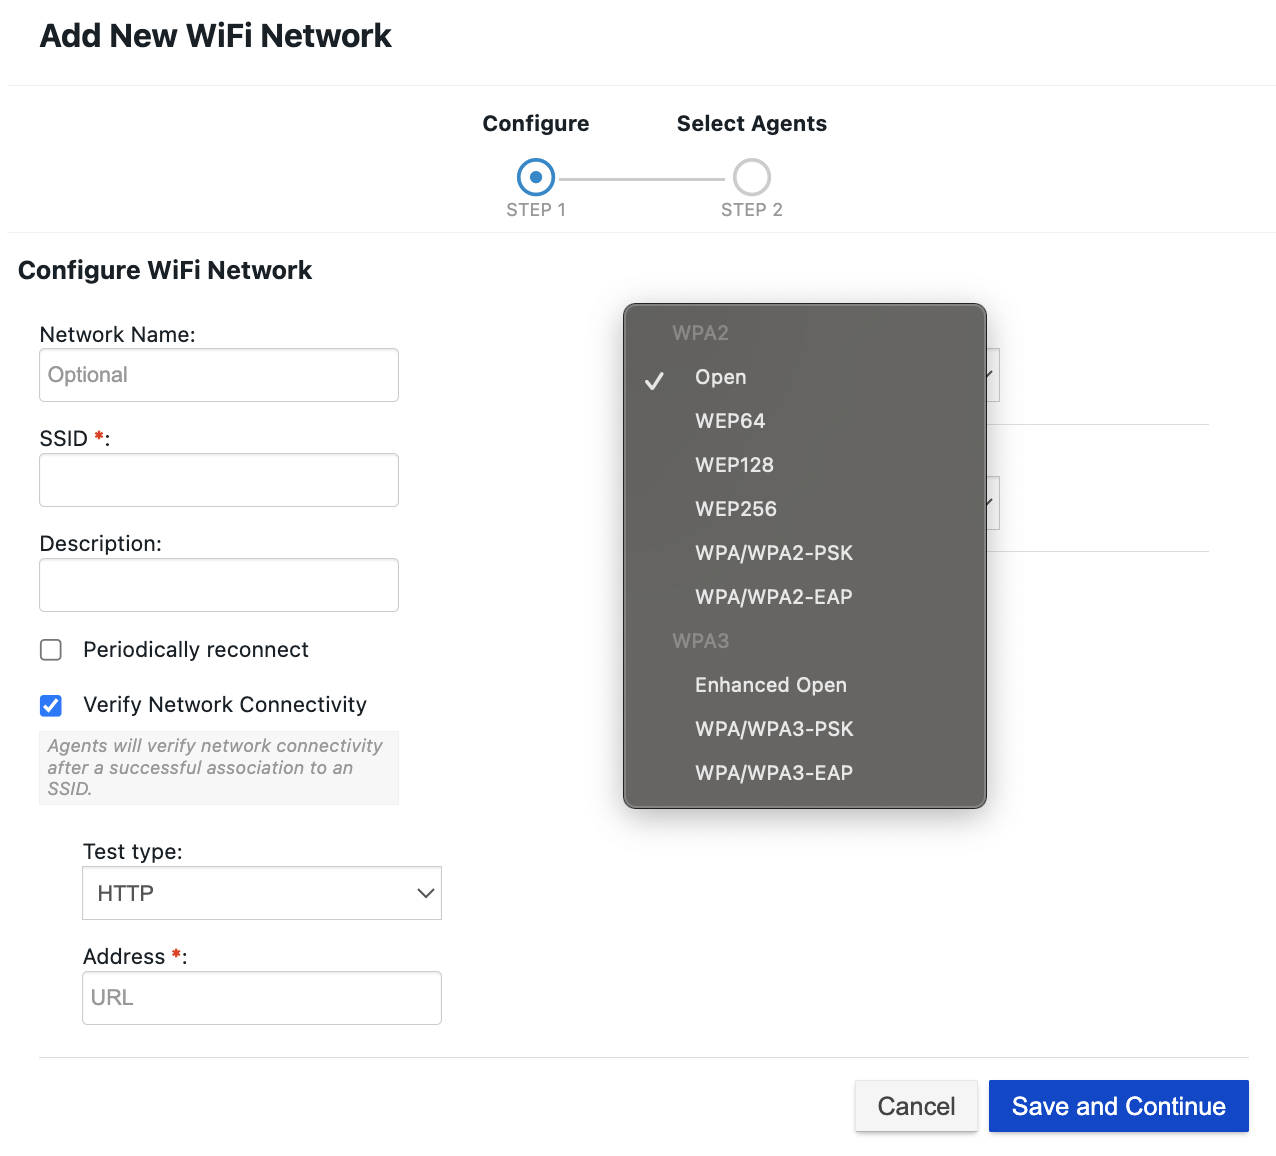 Add New WiFi Network
Configure
Select Agents
STEP 1
STEP 2
Configure WiFi Network
Network Name:
Optional
SSID *:
Description:
Periodically reconnect
Verify Network Connectivity
Agents will verify network connectivity
after a successful association to an
SSID.
Test type:
HTTP
Address *:
URL
WPA2
Open
WEP64
WEP128
WEP256
WPA/WPA2-PSK
WPA/WPA2-EAP
WPA3
Enhanced Open
WPA/WPA3-PSK
WPA/WPA3-EAP
Cancel
Save and Continue